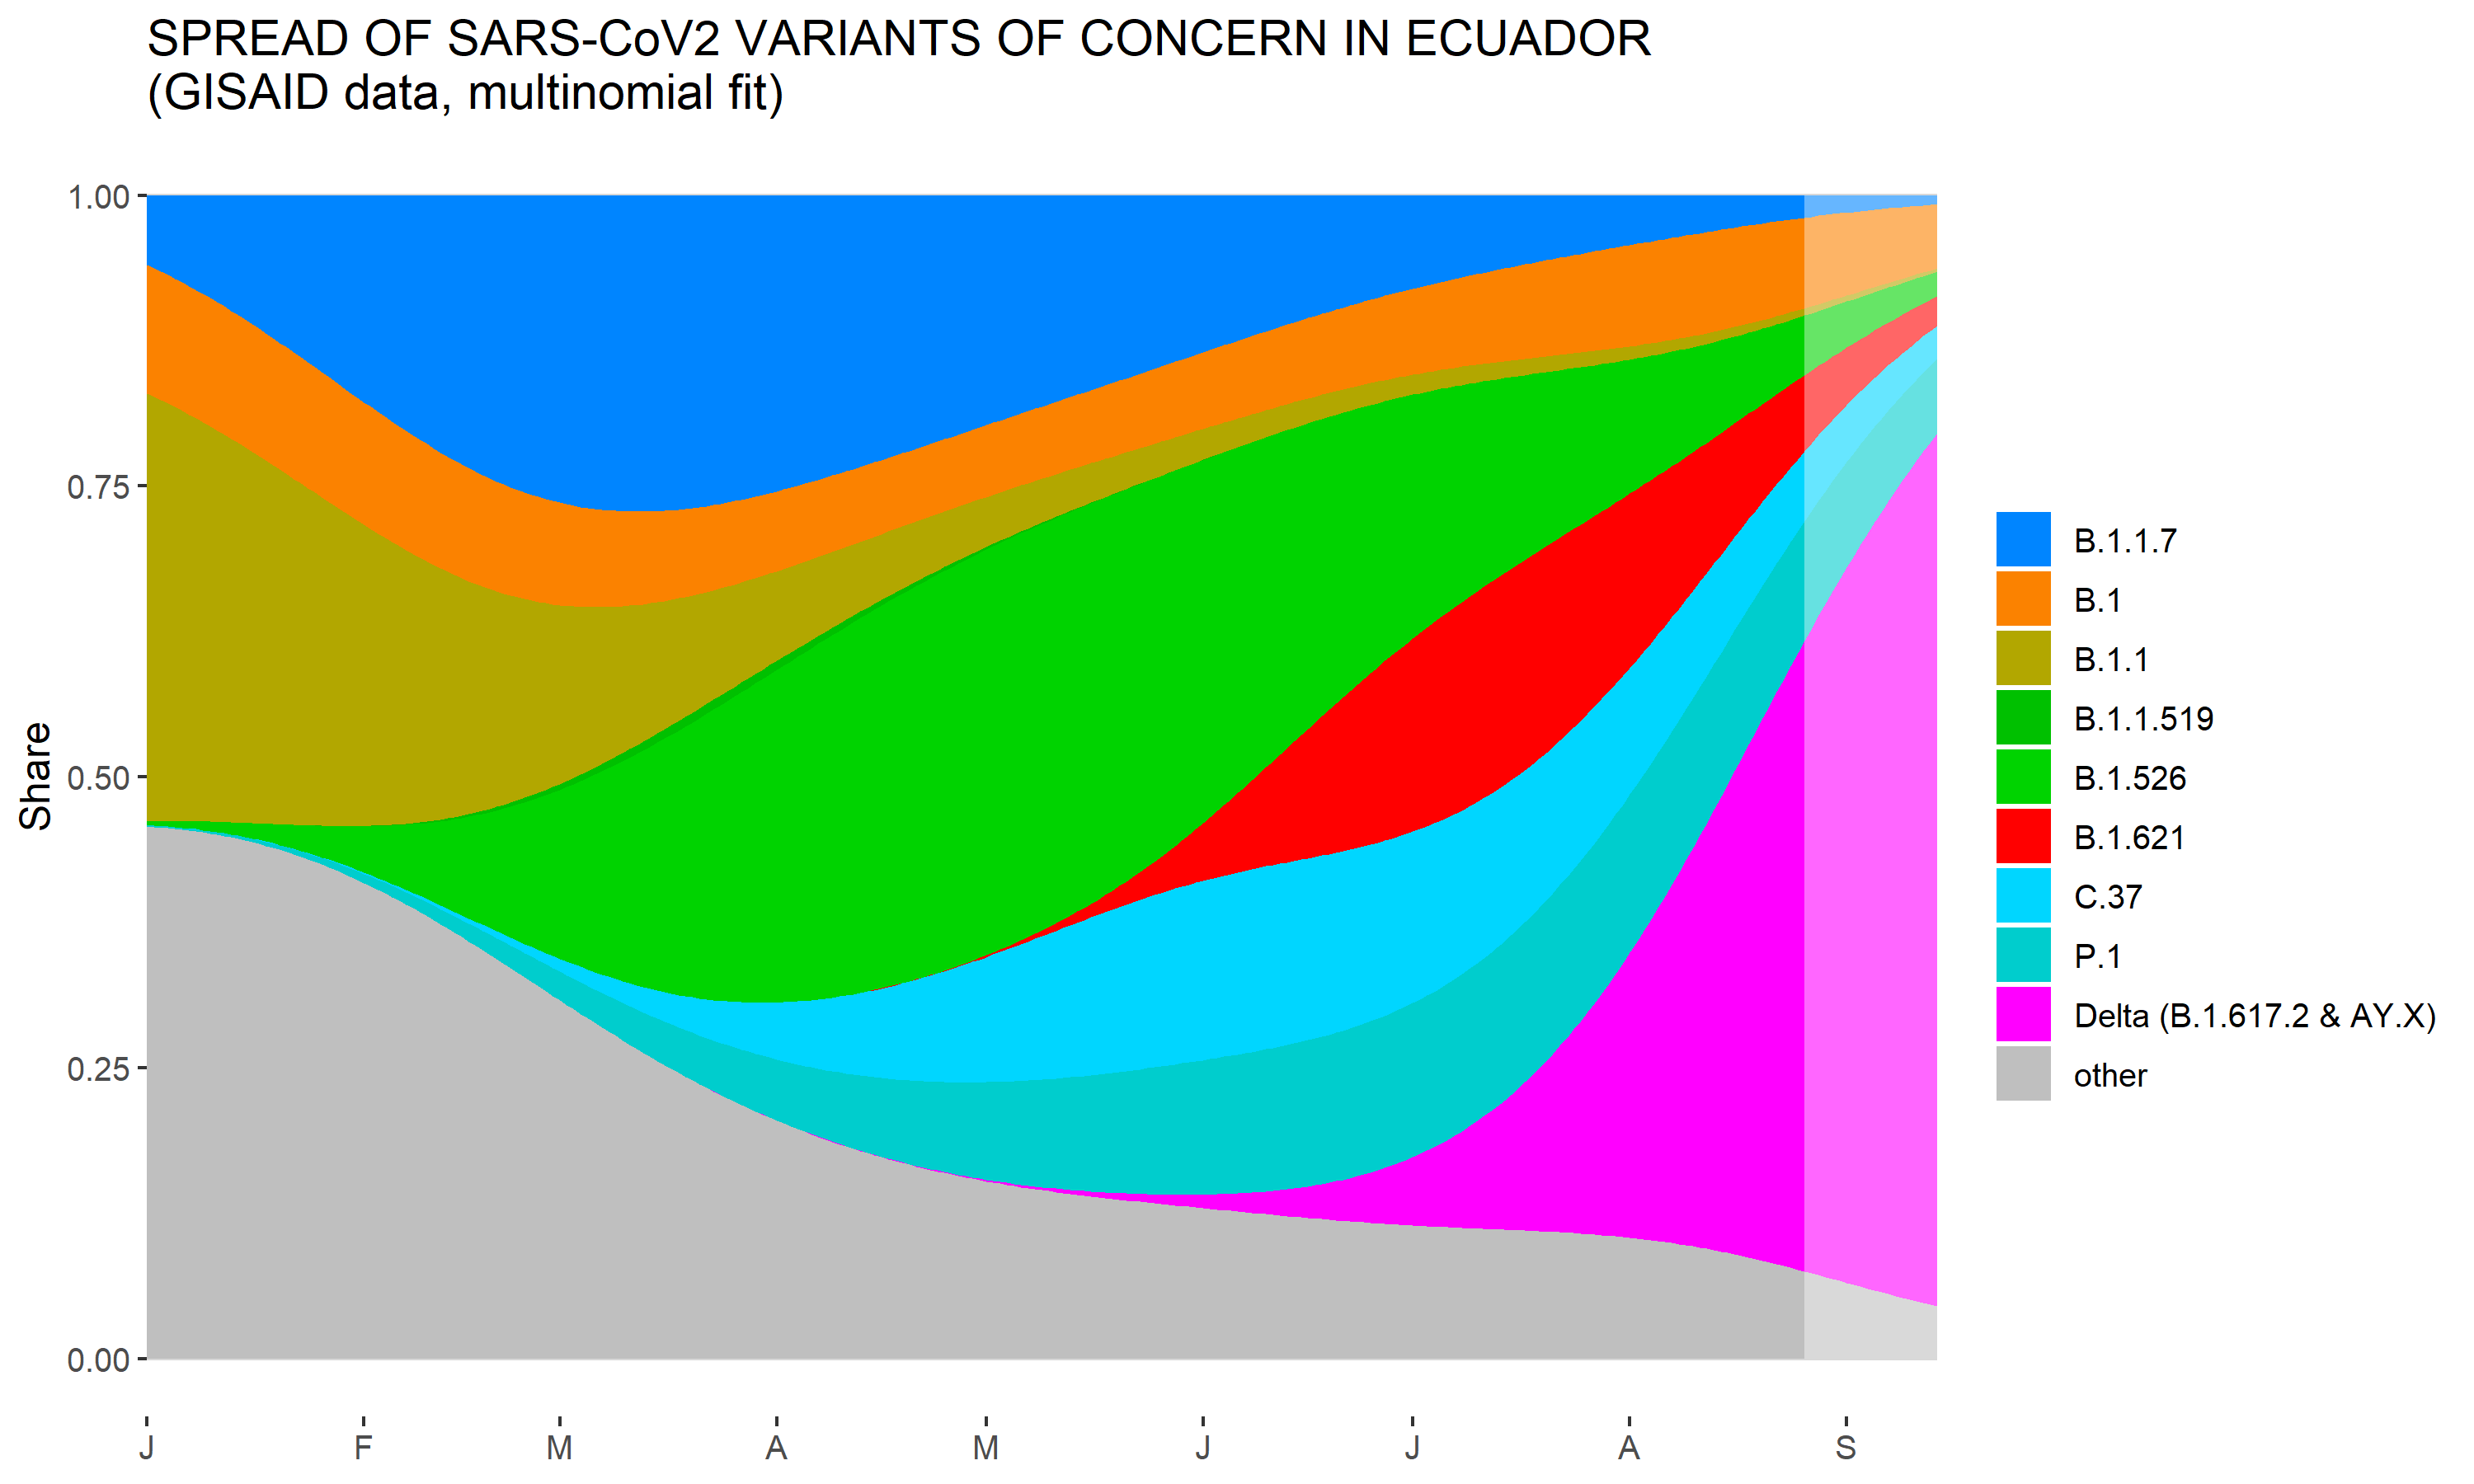 SPREAD OF SARS-CoV2 VARIANTS OF CONCERN IN ECUADOR
(GISAID data, multinomial fit)
1.00
0.75
0.50
0.25
0.00
Share
J F M A M J J A S
B.1.1.7
B.1
B.1.1
B.1.1.519
B.1.526
B.1.621
C.37
P.1
Delta (B.1.617.2 & AY.X)
other